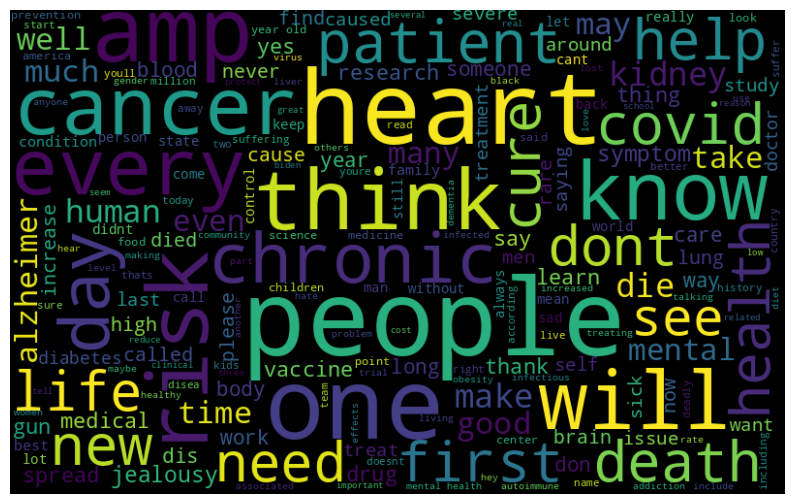 start several real let look
prevention find caused severe may help suffer
well amp year old yes patient around really
america youll virus never someone cant kidney study
much blood research black thing
gender million liver back
cancer heart covid
anyone away protect great read lost use
school reason
condition person state two keep others said love better doctor
suffering cure symptom take
every cause year many treatment rare saying
family
seem come biden youre think know
alzheimer human today control still dementia
increase even died say
didnt community science medicine infected world care
hear food men dont country
day risk chronic lung health
making part learn way low
level thats children man without always according die history
sure last call hate increased mean see diet
high please another people sad talking
reduce problem cost live treating mental related
diabetes called clinical kids vaccine point long thank self
maybe disea trial right now
life healthy body three team obesity infectious sick
tell one make will deadly
women medical time effects living want
gun dis work good brain issue rate including
best center
new lot need treat doesnt first don death
spread jealousy drug hey name
associated important mental health autoimmune addiction include